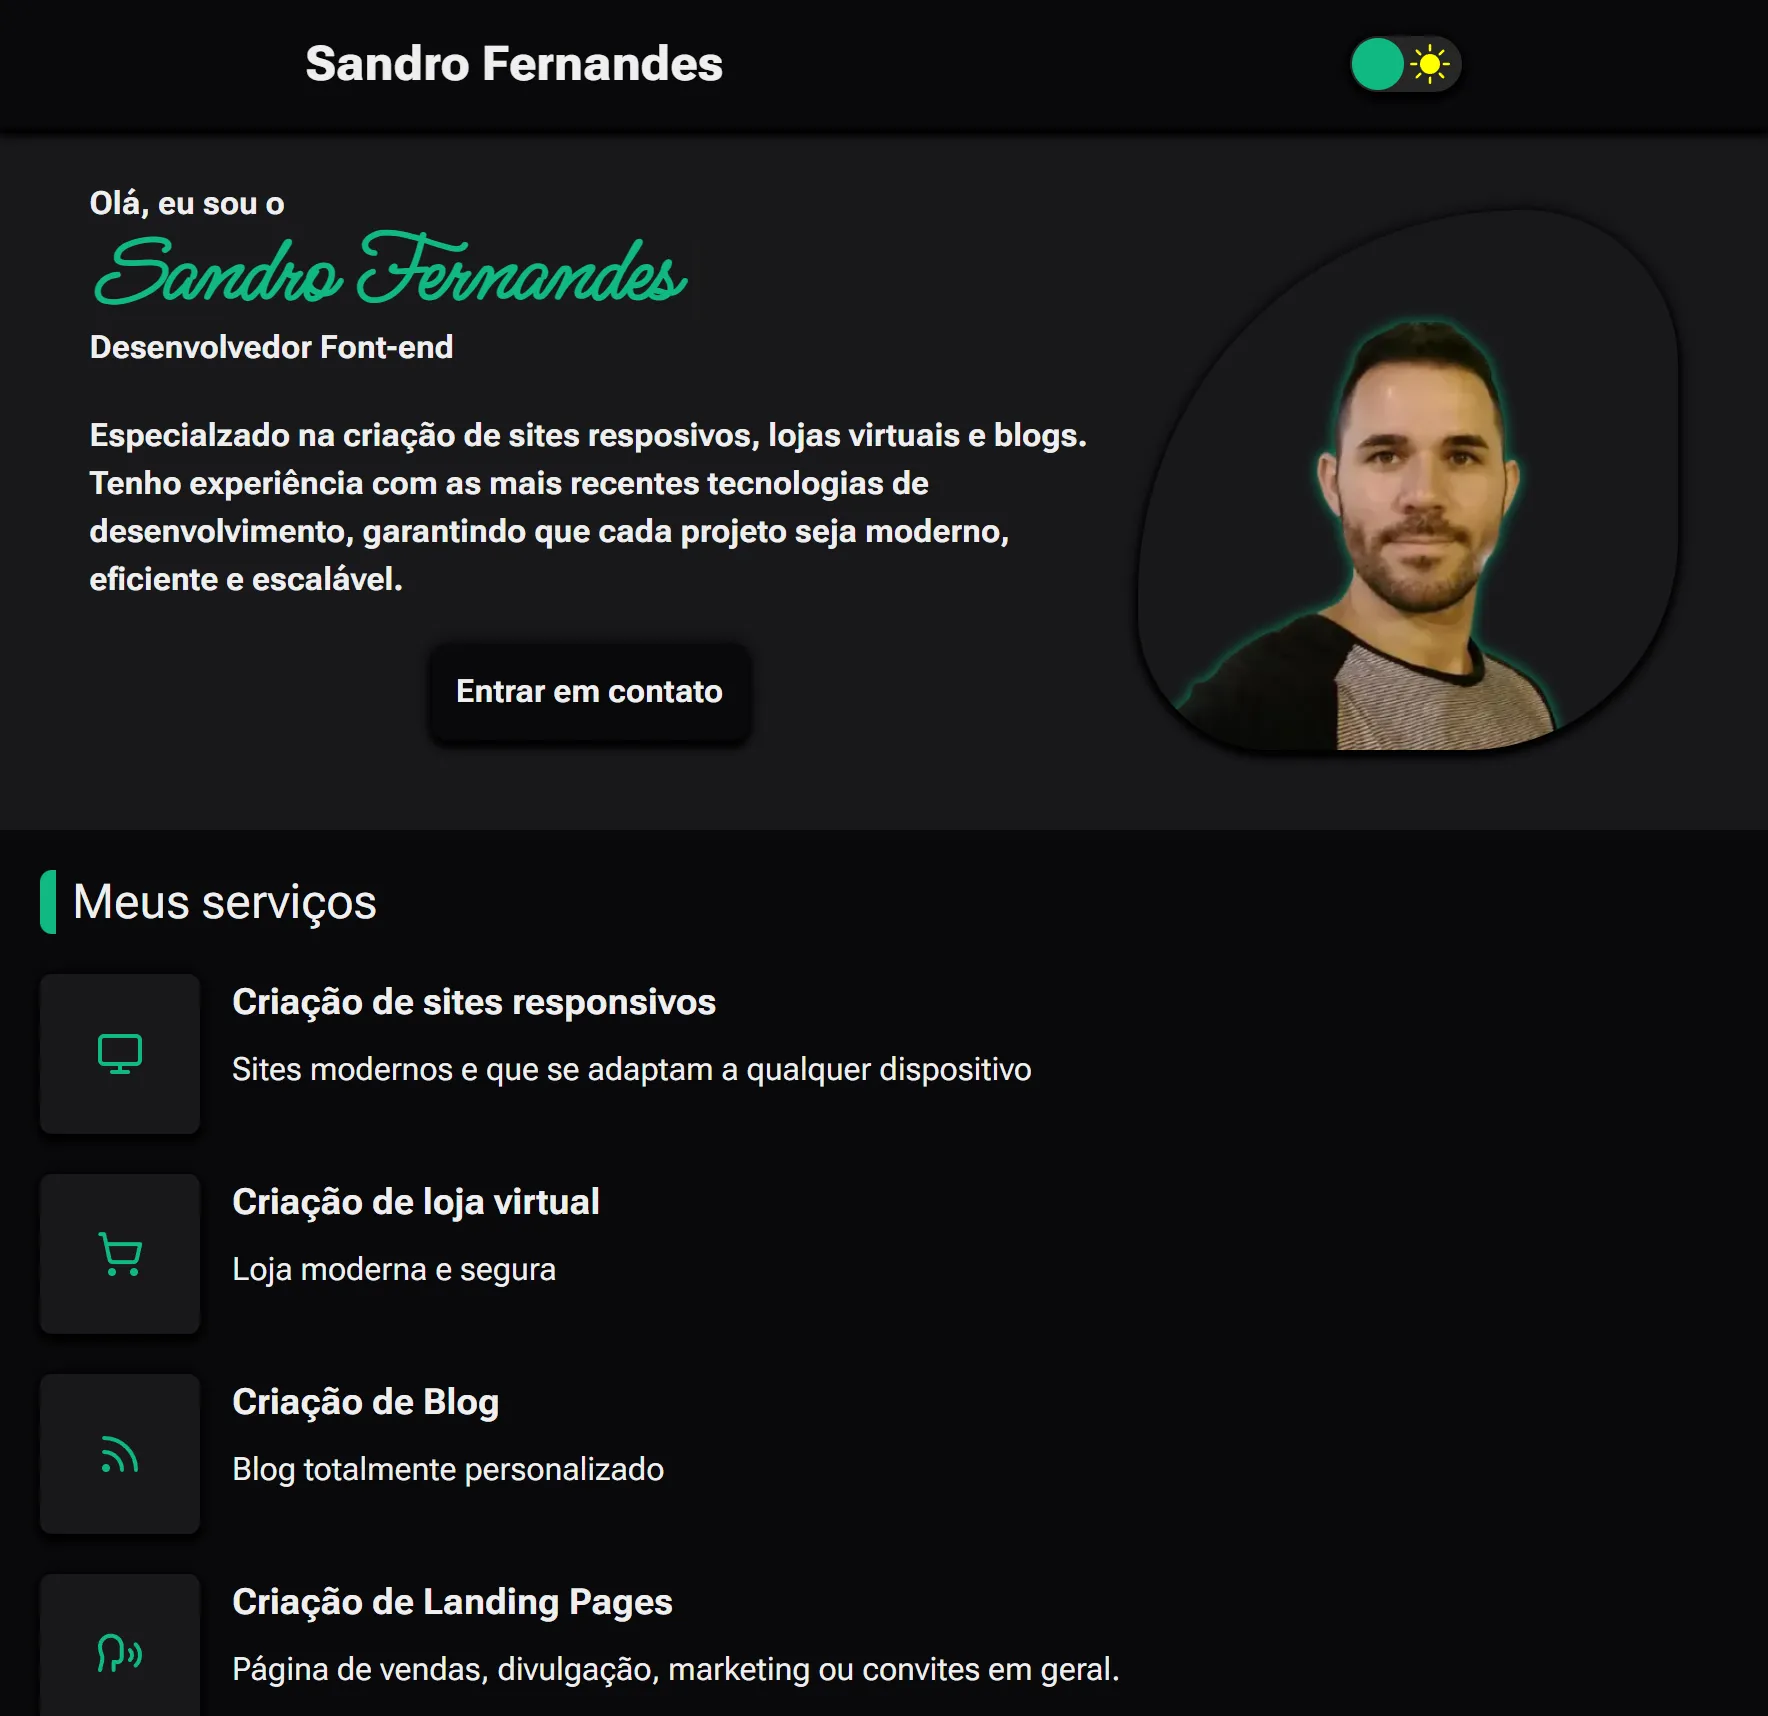 Sandro Fernandes
Olá, eu sou o
Sandro Fernandes
Desenvolvedor Font-end
Especialzado na criação de sites resposivos, lojas virtuais e blogs.
Tenho experiência com as mais recentes tecnologias de
desenvolvimento, garantindo que cada projeto seja moderno,
eficiente e escalável.
Entrar em contato
Meus serviços
Criação de sites responsivos
Sites modernos e que se adaptam a qualquer dispositivo
Criação de loja virtual
Loja moderna e segura
Criação de Blog
Blog totalmente personalizado
Criação de Landing Pages
Página de vendas, divulgação, marketing ou convites em geral.